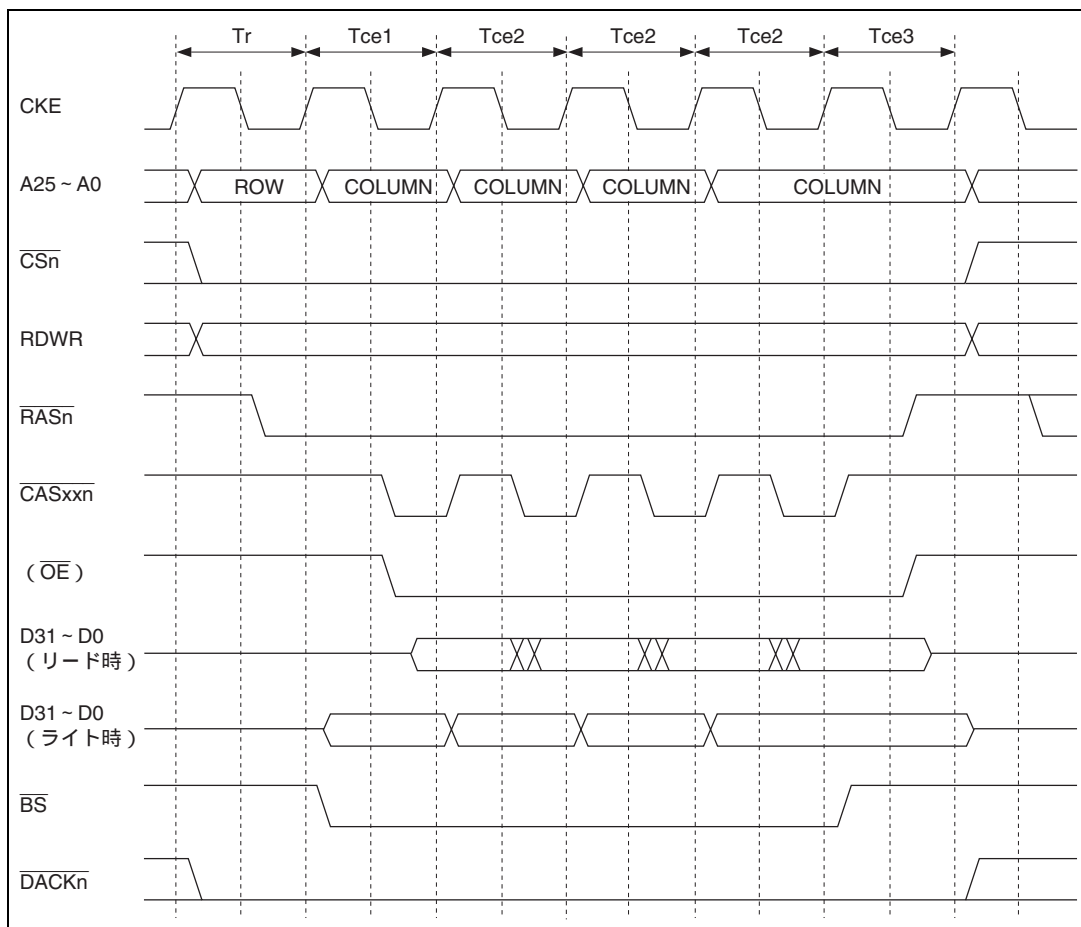 Tr Tce1 Tce2 Tce2 Tce2 Tce3
CKE
A25 ~ A0 ROW COLUMN COLUMN COLUMN COLUMN
CSn
RDWR
RASn
CASxxn
（OE）
D31 ~ D0
（リード時）
D31 ~ D0
（ライト時）
BS
DACKn